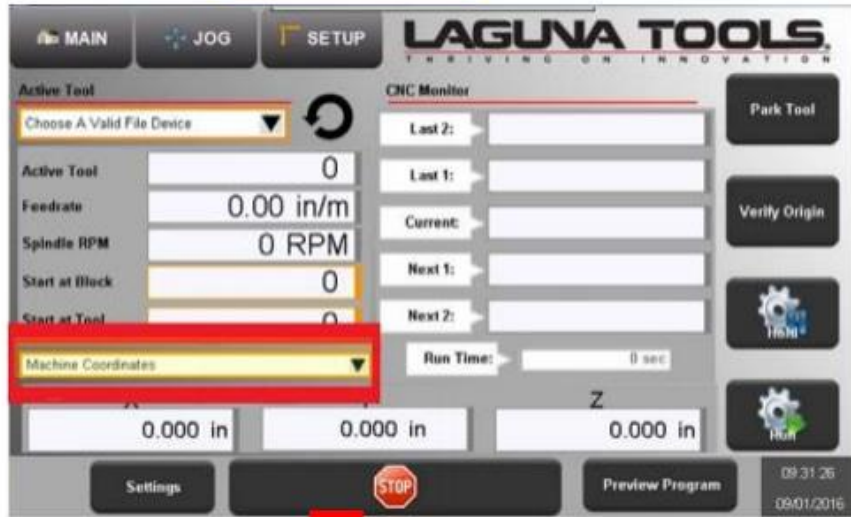 MAIN
JOG
SETUP
LAGUNA TOOLS
THRIVING ON INNOVATION
Active Tool
Choose A Valid File Device
CNC Monitor
Park Tool
Last 2:
Active Tool
0
Last 1:
Feedrate
0.00 in/m
Current:
Verify Origin
Spindle RPM
0 RPM
Start at Block
0
Next 1:
Start at Tool
0
Next 2:
Machine Coordinates
Run Time:
0 sec
Z
0.000 in
0.000 in
0.000 in
Run
Settings
STOP
Preview Program
09:31:26
09/01/2016